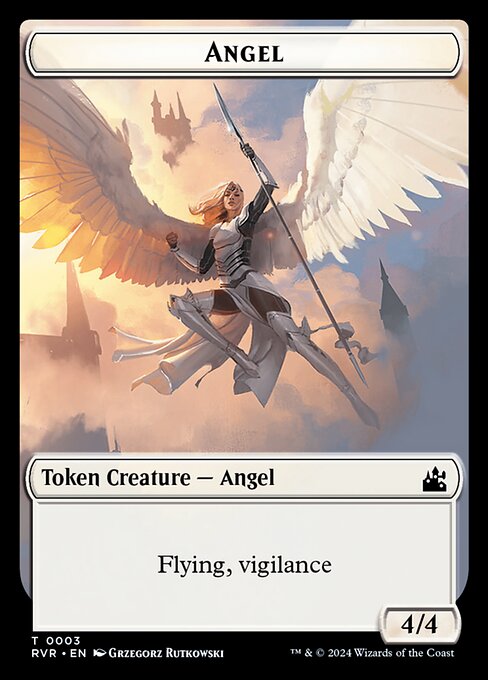 Angel
Token Creature — Angel
Flying, vigilance
4/4
T 0003
RVR • EN Grzegorz Rutkowski
™ & © 2024 Wizards of the Coast